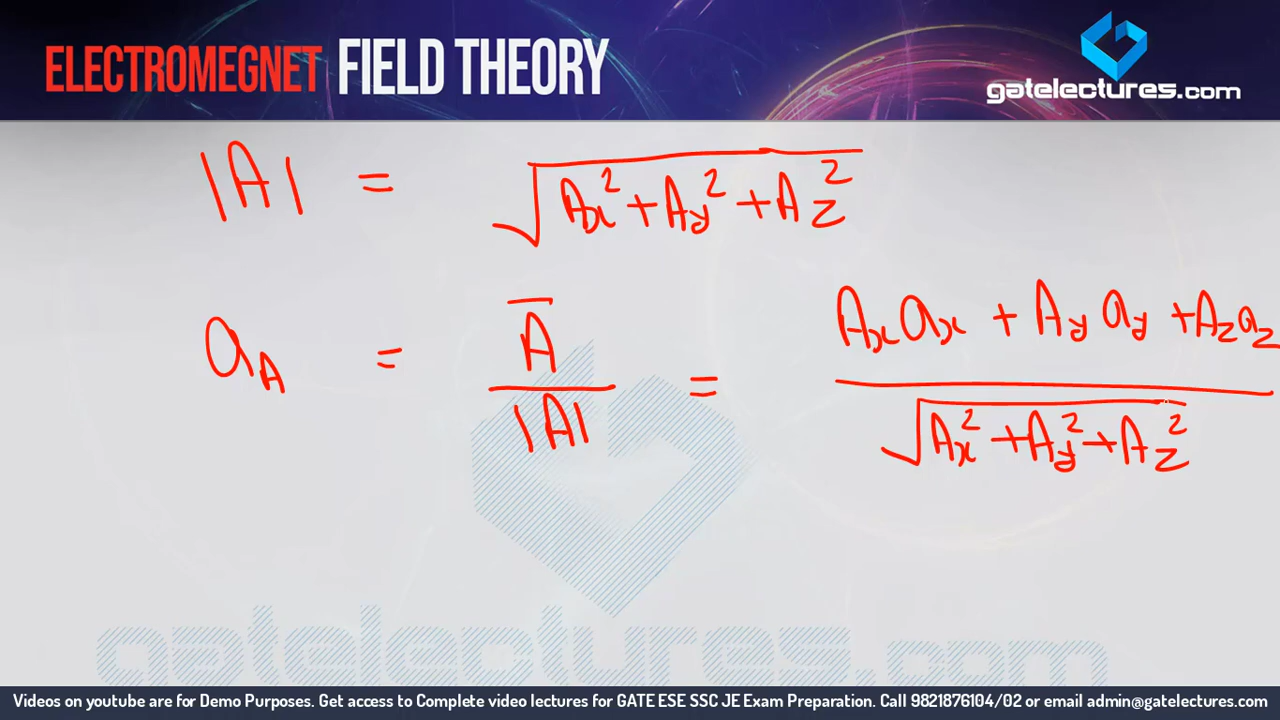 ELECTROMEGNET FIELD THEORY
gatelectures.com
|A| = √(Ax² + Ay² + Az²)
aA = A̅ / |A| = (Ax ax + Ay ay + Az az) / √(Ax² + Ay² + Az²)
gatelectures.com
Videos on youtube are for Demo Purposes. Get access to Complete video lectures for GATE ESE SSC JE Exam Preparation. Call 9821876104/02 or email admin@gatelectures.com